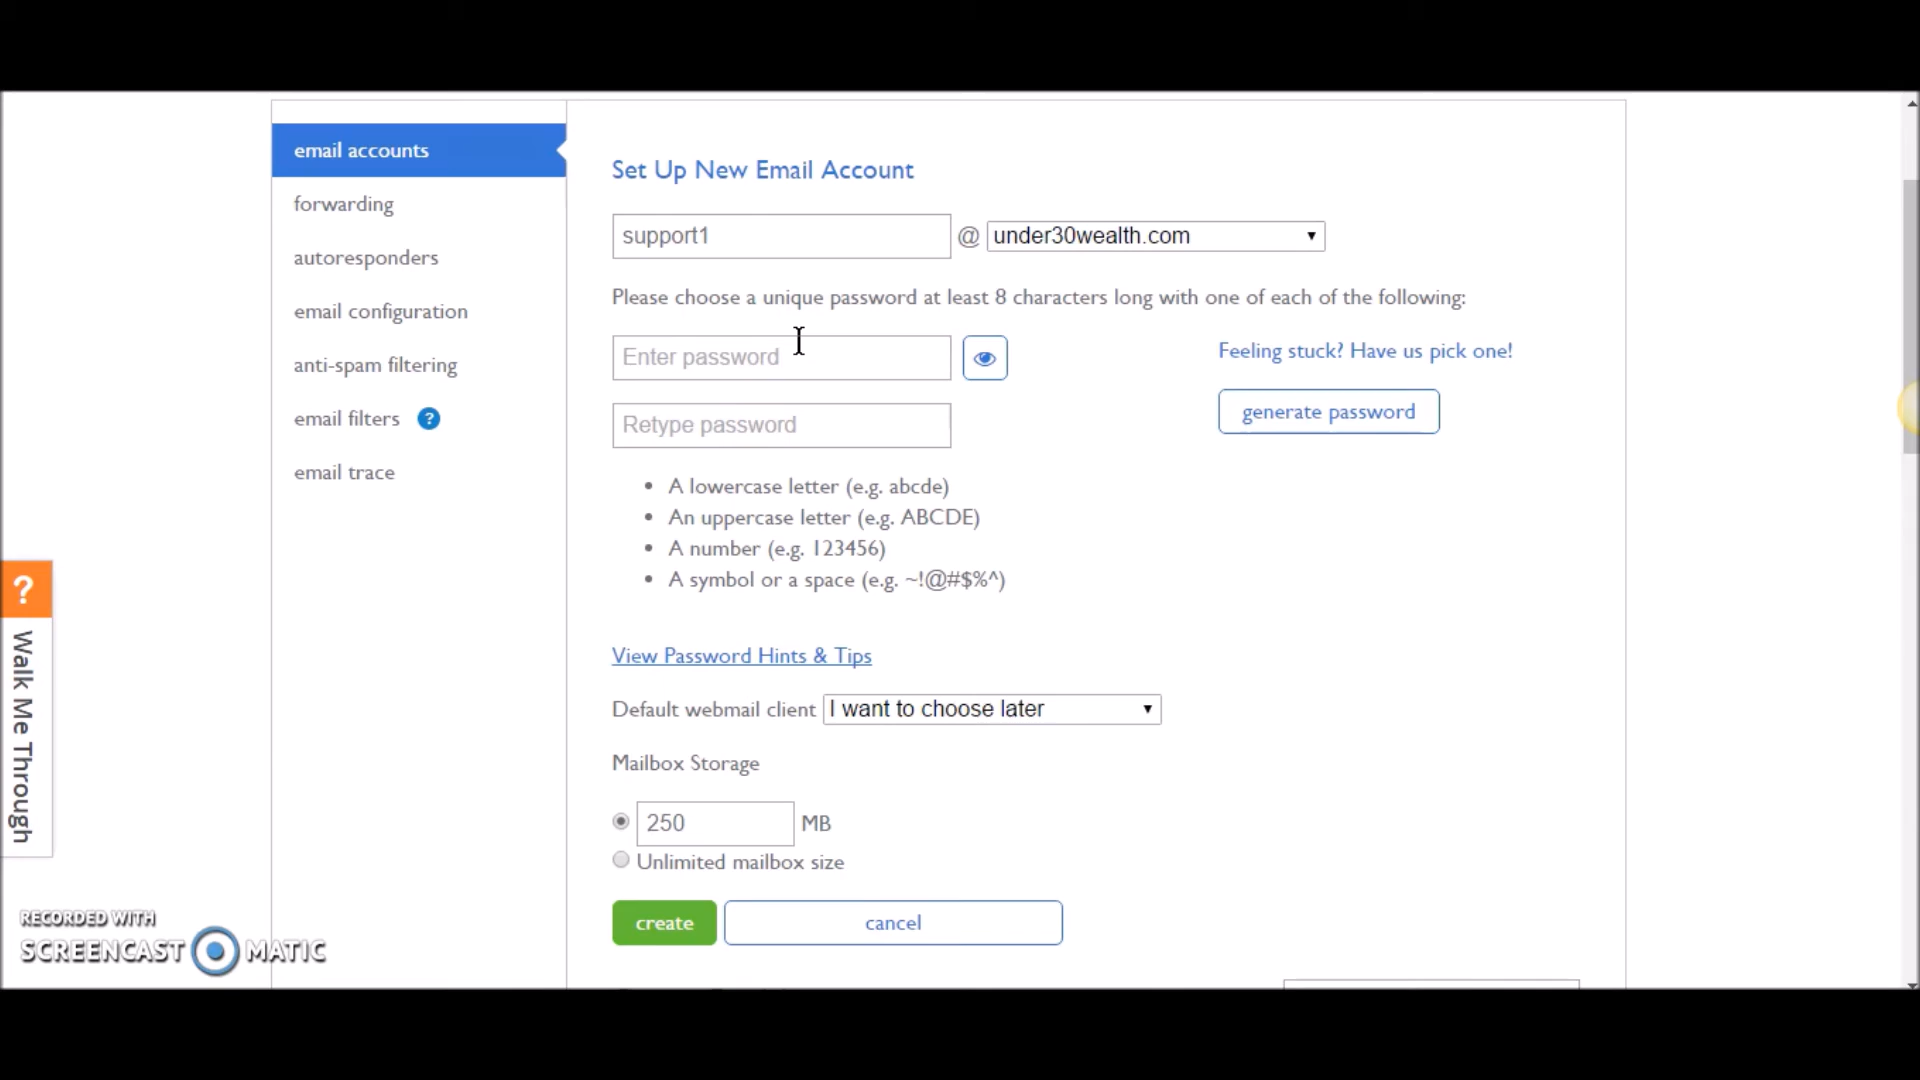 email accounts
forwarding
autoresponders
email configuration
anti-spam filtering
email filters ?
email trace
Set Up New Email Account
support1 @ under30wealth.com
Please choose a unique password at least 8 characters long with one of each of the following:
Enter password
Retype password
Feeling stuck? Have us pick one!
generate password
• A lowercase letter (e.g. abcde)
• An uppercase letter (e.g. ABCDE)
• A number (e.g. 123456)
• A symbol or a space (e.g. ~!@#$%^)
View Password Hints & Tips
Default webmail client I want to choose later
Mailbox Storage
250 MB
Unlimited mailbox size
create cancel
? Walk Me Through
RECORDED WITH
SCREENCAST MATIC